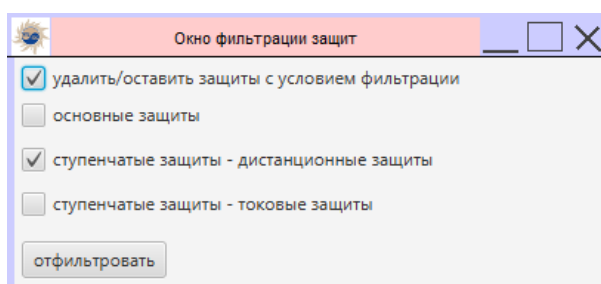 Окно фильтрации защит
удалить/оставить защиты с условием фильтрации
основные защиты
ступенчатые защиты - дистанционные защиты
ступенчатые защиты - токовые защиты
отфильтровать